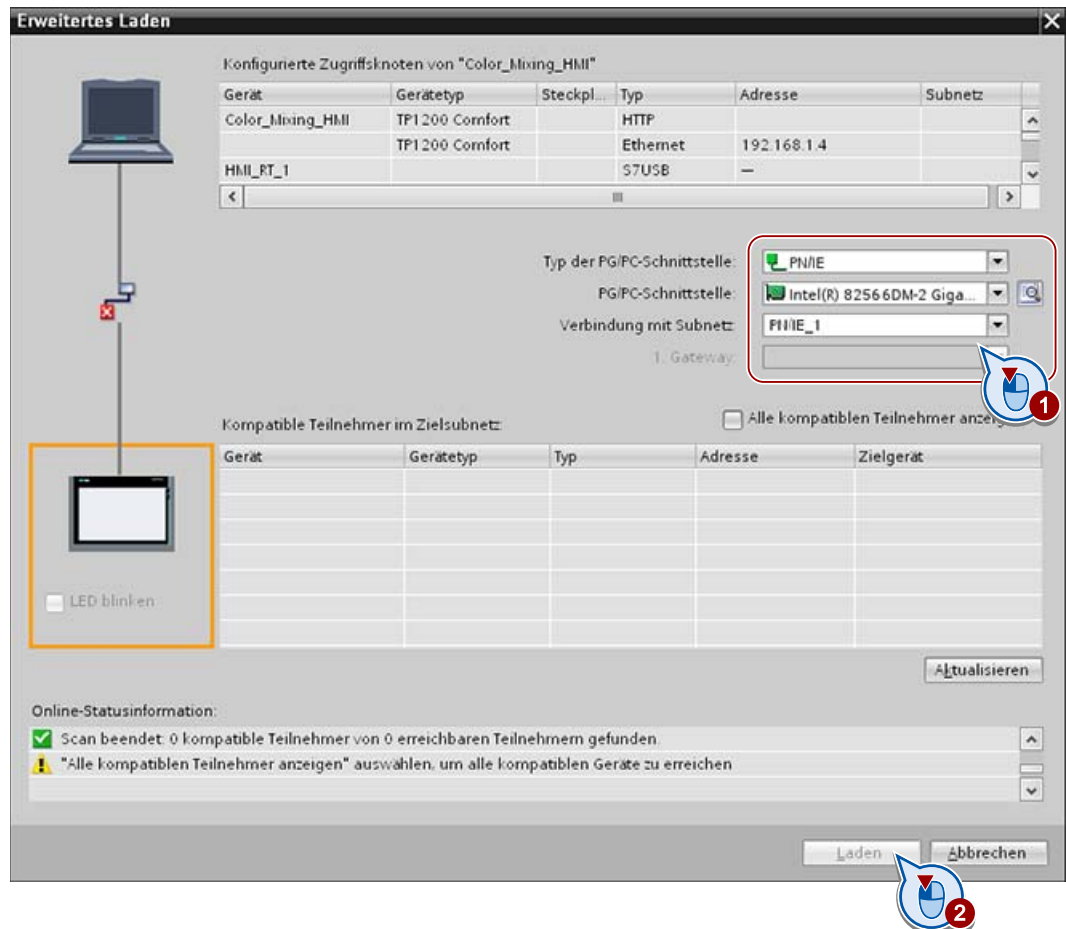 Erweitertes Laden
Konfigurierte Zugriffsknoten von "Color_Mixing_HMI"
Gerät Gerätetyp Steckpl... Typ Adresse Subnetz
Color_Mixing_HMI TP1200 Comfort HTTP
TP1200 Comfort Ethernet 192.168.1.4
HMI_RT_1 S7USB —
Typ der PG/PC-Schnittstelle: PN/IE
PG/PC-Schnittstelle: Intel(R) 82566DM-2 Giga...
Verbindung mit Subnetz: PN/IE_1
1. Gateway:
1
Kompatible Teilnehmer im Zielsubnetz:
Alle kompatiblen Teilnehmer
Gerät Gerätetyp Typ Adresse Zielgerät
LED blinken
Aktualisieren
Online-Statusinformation:
Scan beendet: 0 kompatible Teilnehmer von 0 erreichbaren Teilnehmern gefunden.
"Alle kompatiblen Teilnehmer anzeigen" auswählen, um alle kompatiblen Geräte zu erreichen
Laden Abbrechen
2